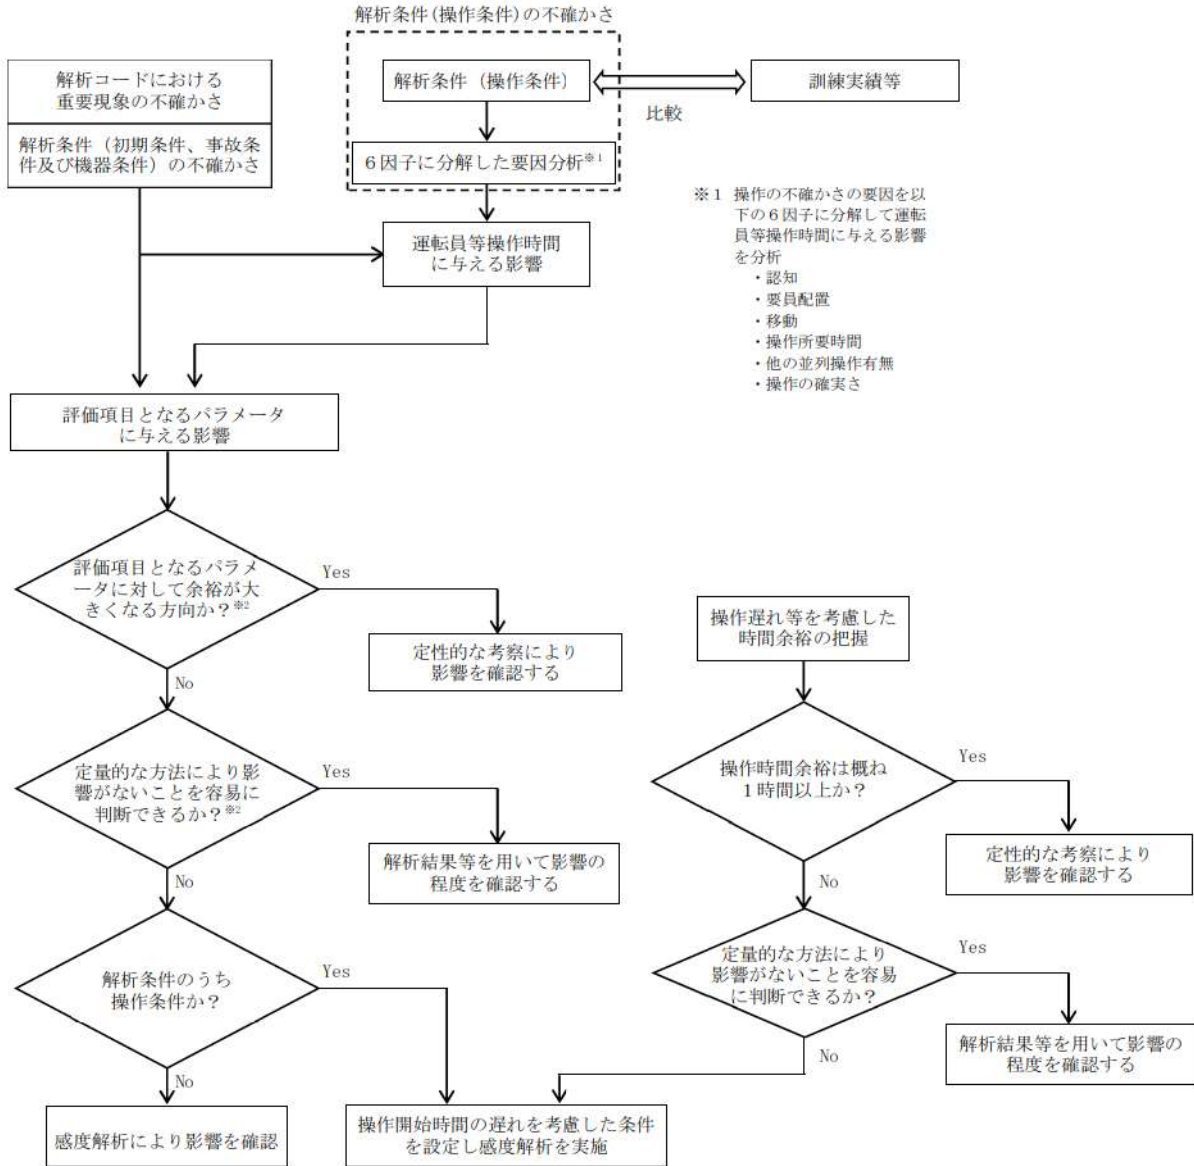 解析条件(操作条件)の不確かさ
解析コードにおける
重要現象の不確かさ
解析条件（初期条件、事故条
件及び機器条件）の不確かさ
解析条件（操作条件）
比較
訓練実績等
６因子に分解した要因分析※1
運転員等操作時間
に与える影響
※１ 操作の不確かさの要因を以
下の６因子に分解して運転
員等操作時間に与える影響
を分析
・認知
・要員配置
・移動
・操作所要時間
・他の並列操作有無
・操作の確実さ
評価項目となるパラメータ
に与える影響
評価項目となるパラメ
ータに対して余裕が大
きくなる方向か？※2
Yes
定性的な考察により
影響を確認する
No
定量的な方法により影
響がないことを容易に
判断できるか？※2
Yes
解析結果等を用いて影響の
程度を確認する
No
解析条件のうち
操作条件か？
Yes
No
感度解析により影響を確認
操作開始時間の遅れを考慮した条件
を設定し感度解析を実施
操作遅れ等を考慮した
時間余裕の把握
操作時間余裕は概ね
１時間以上か？
Yes
定性的な考察により
影響を確認する
No
定量的な方法により
影響がないことを容易
に判断できるか？
Yes
解析結果等を用いて影響の
程度を確認する
No